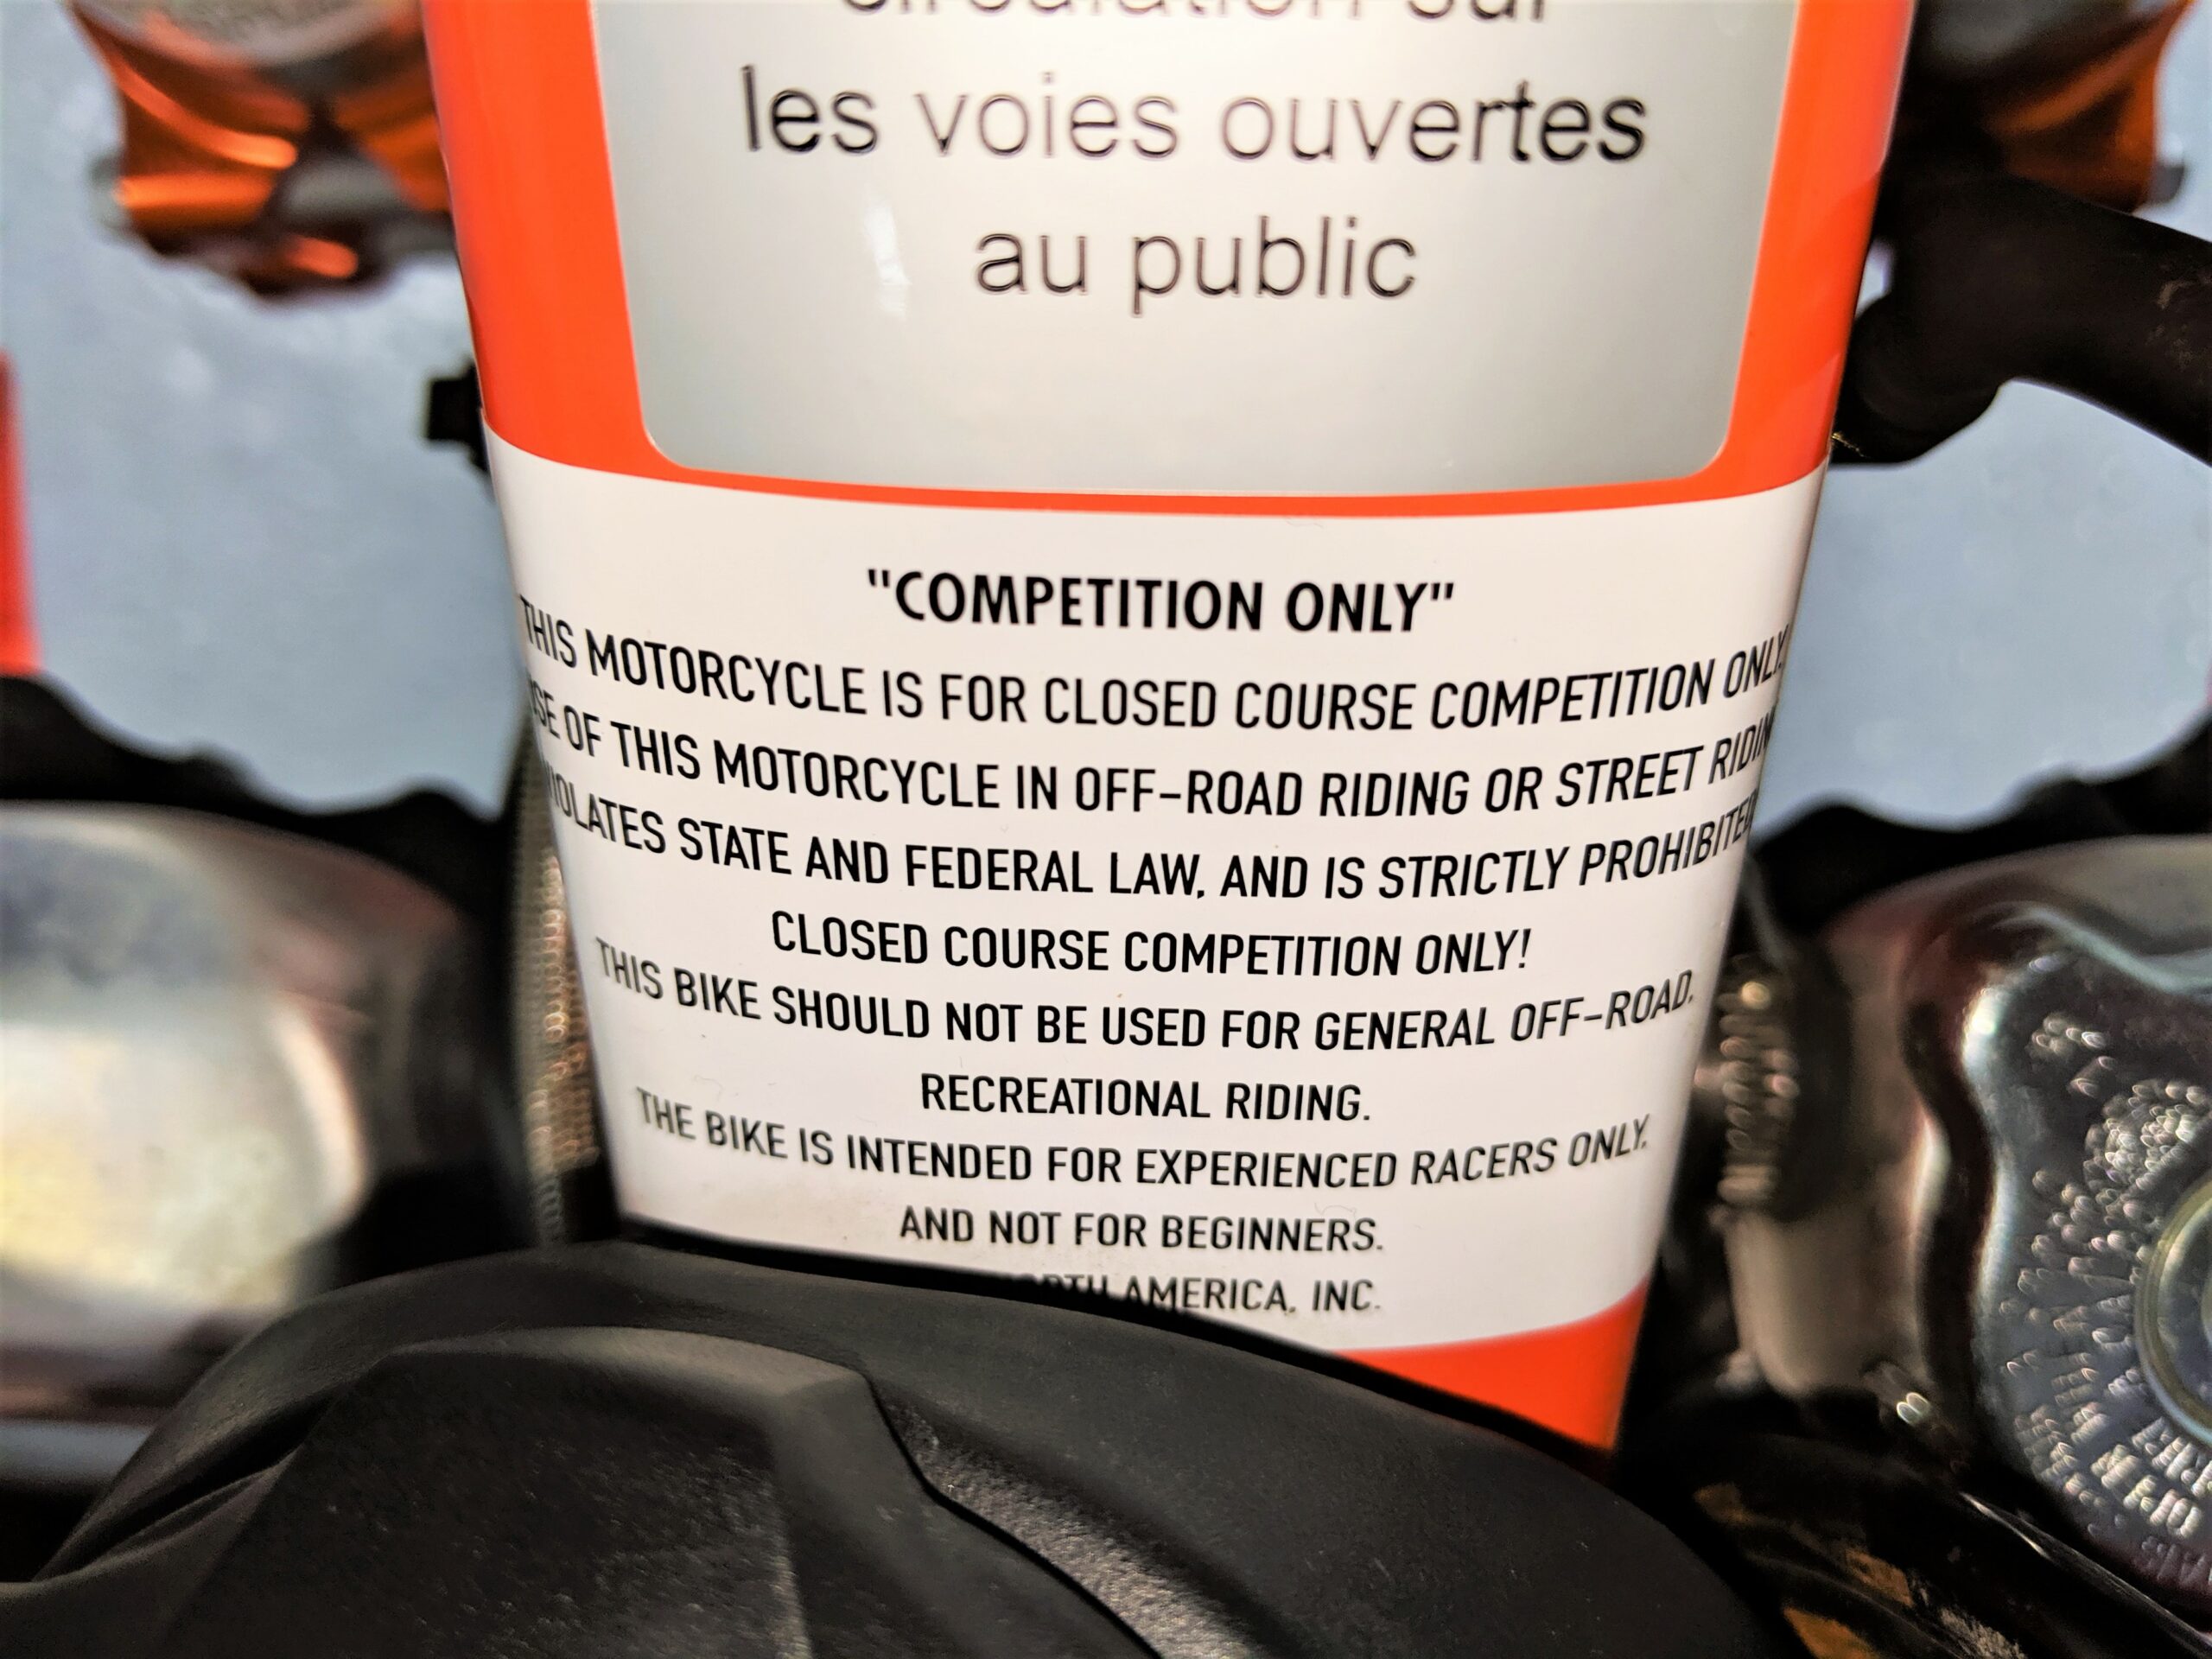 les voies ouvertes
au public
"COMPETITION ONLY"
THIS MOTORCYCLE IS FOR CLOSED COURSE COMPETITION ONLY.
OF THIS MOTORCYCLE IN OFF-ROAD RIDING OR STREET
VIOLATES STATE AND FEDERAL LAW, AND IS STRICTLY PROHIBITED
CLOSED COURSE COMPETITION ONLY!
THIS BIKE SHOULD NOT BE USED FOR GENERAL OFF-ROAD,
RECREATIONAL RIDING.
THE BIKE IS INTENDED FOR EXPERIENCED RACERS ONLY,
AND NOT FOR BEGINNERS.
AMERICA, INC.